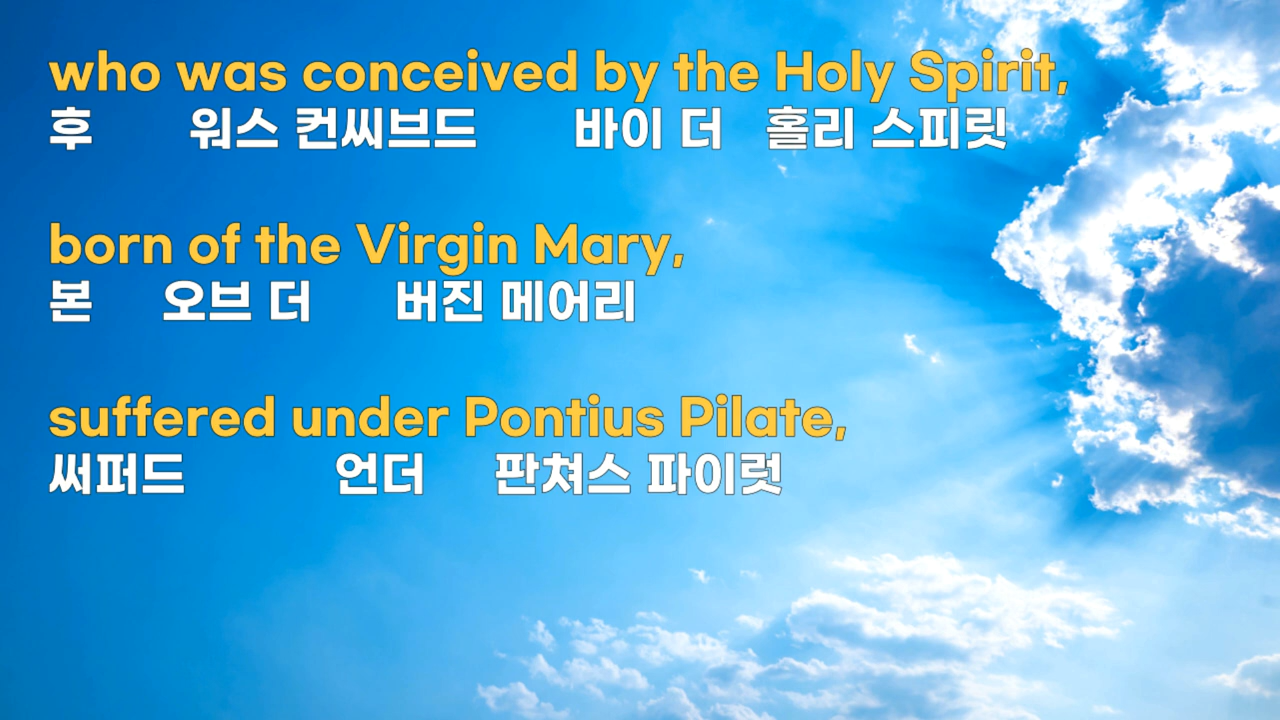 who was conceived by the Holy Spirit,
후 워스 컨씨브드 바이 더 홀리 스피릿
born of the Virgin Mary,
본 오브 더 버진 메어리
suffered under Pontius Pilate,
써퍼드 언더 판쳐스 파이럿